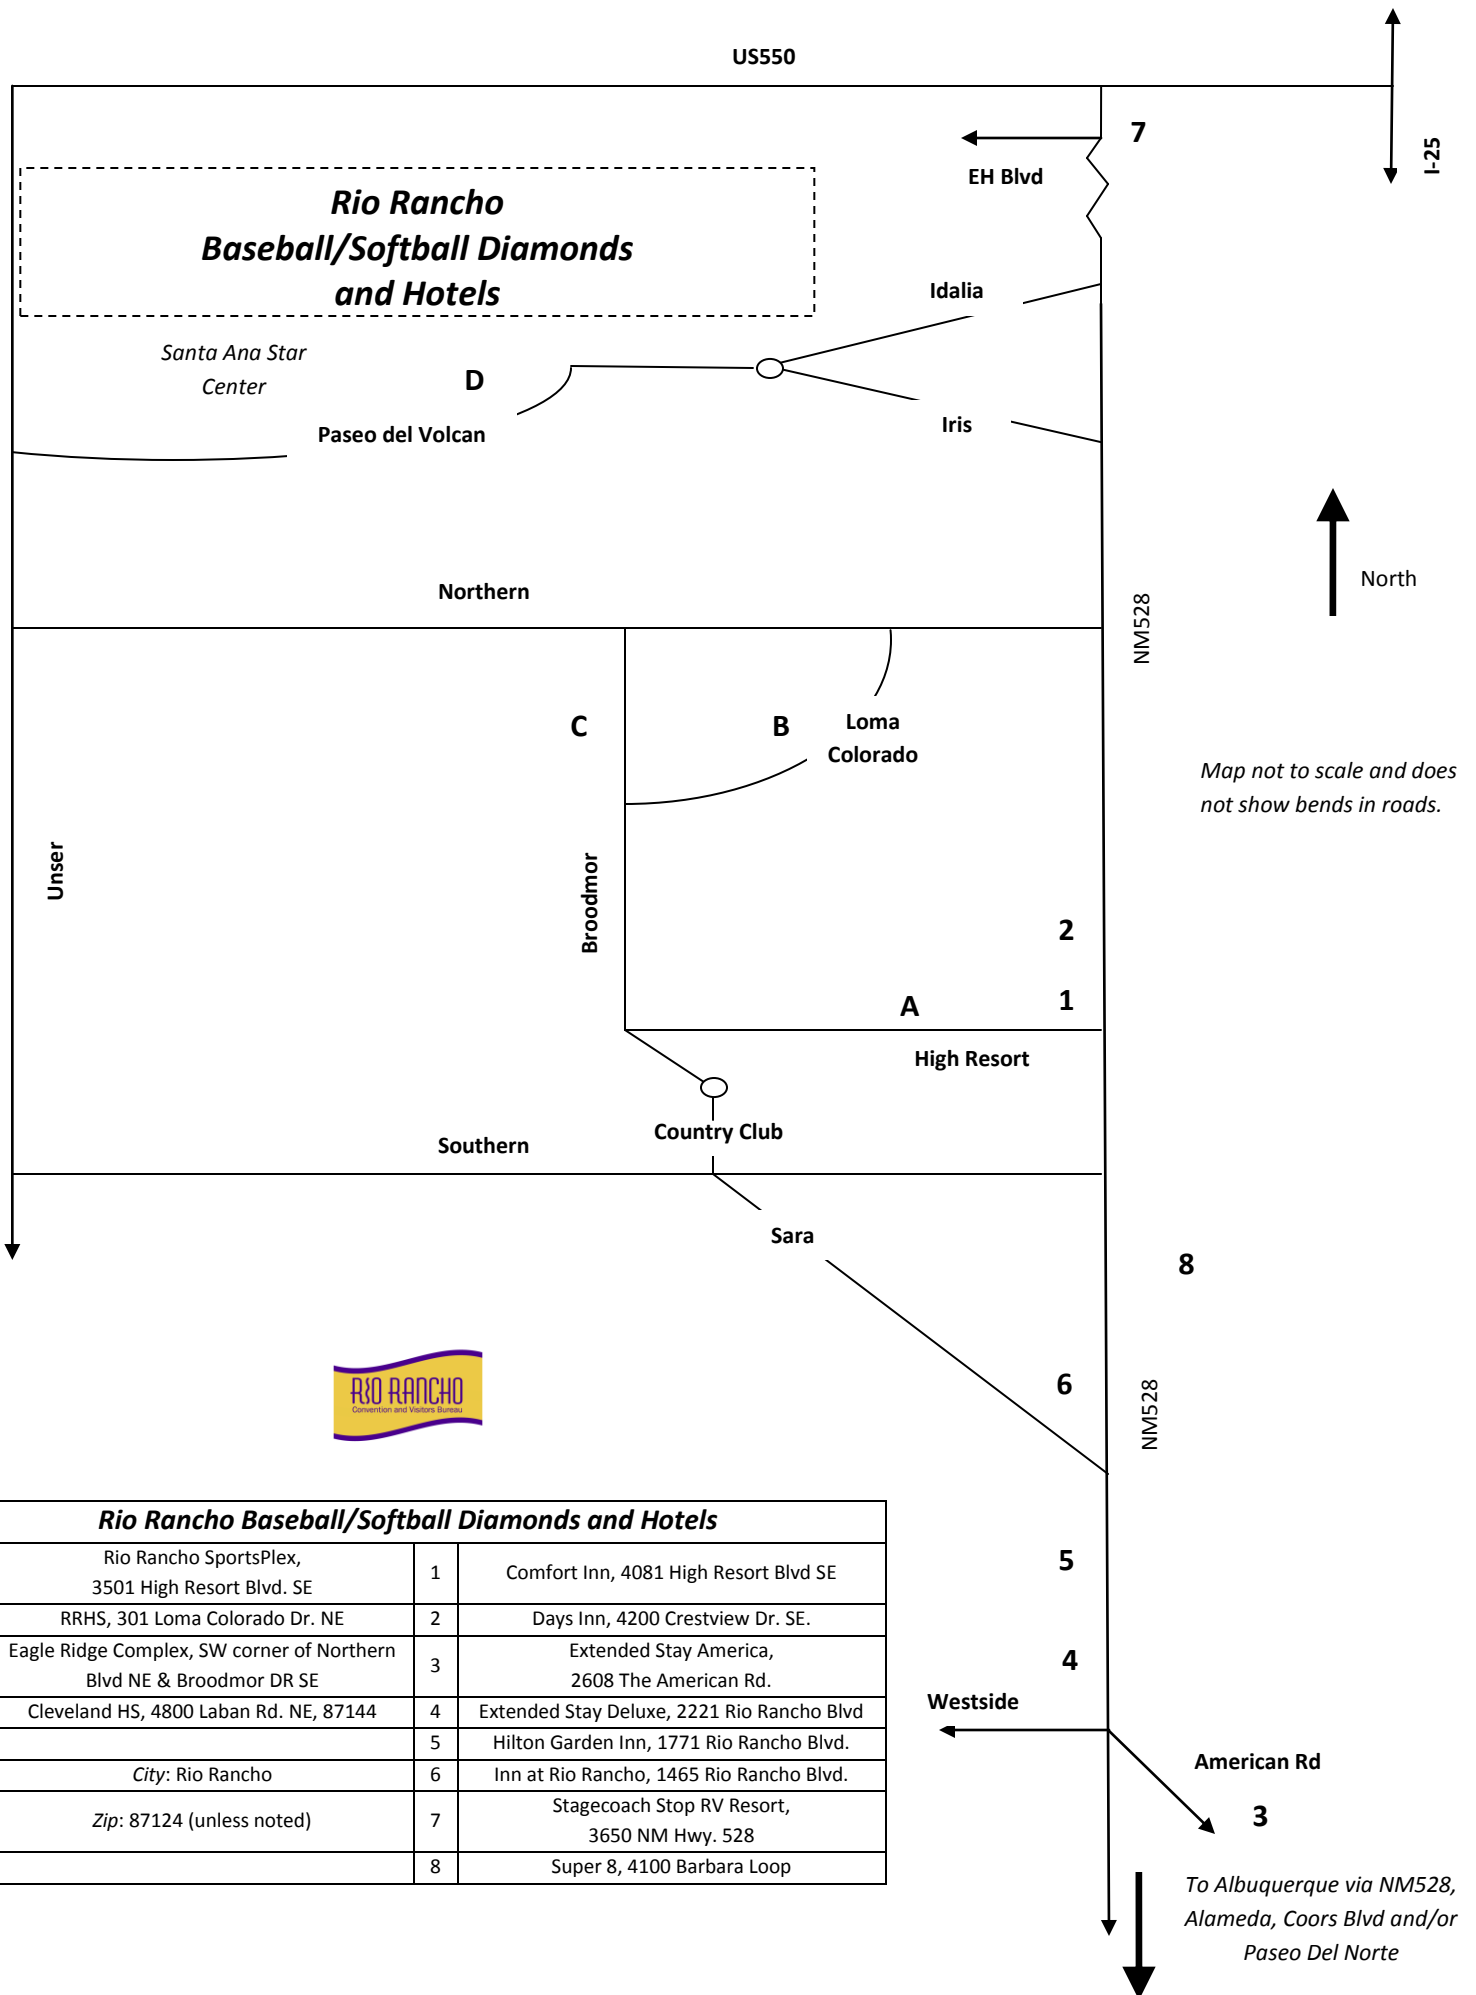 US550
7
I-25
EH Blvd
Rio Rancho
Baseball/Softball Diamonds
and Hotels
Idalia
Santa Ana Star
Center
D
Iris
Paseo del Volcan
North
Northern
NM528
C
B
Loma
Colorado
Map not to scale and does
not show bends in roads.
Unser
Broodmor
2
1
A
High Resort
Country Club
Southern
Sara
8
6
NM528
RIO RANCHO
Convention and Visitors Bureau
Rio Rancho Baseball/Softball Diamonds and Hotels
Rio Rancho SportsPlex,
3501 High Resort Blvd. SE
1
Comfort Inn, 4081 High Resort Blvd SE
RRHS, 301 Loma Colorado Dr. NE
2
Days Inn, 4200 Crestview Dr. SE.
Eagle Ridge Complex, SW corner of Northern
Blvd NE & Broodmor DR SE
3
Extended Stay America,
2608 The American Rd.
Cleveland HS, 4800 Laban Rd. NE, 87144
4
Extended Stay Deluxe, 2221 Rio Rancho Blvd
5
Hilton Garden Inn, 1771 Rio Rancho Blvd.
City: Rio Rancho
6
Inn at Rio Rancho, 1465 Rio Rancho Blvd.
Zip: 87124 (unless noted)
7
Stagecoach Stop RV Resort,
3650 NM Hwy. 528
8
Super 8, 4100 Barbara Loop
5
4
Westside
American Rd
3
To Albuquerque via NM528,
Alameda, Coors Blvd and/or
Paseo Del Norte